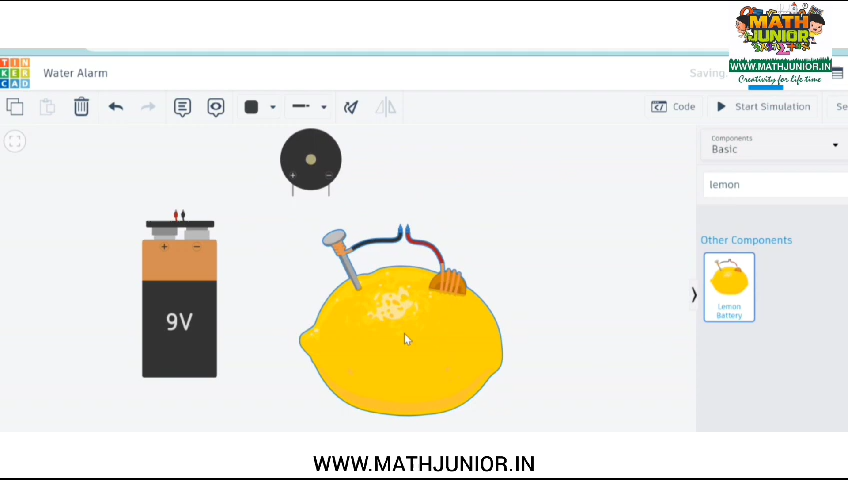 MATH
JUNIOR
WWW.MATHJUNIOR.IN
Creativity for life time
TIN
KER
CAD
Water Alarm
Saving.
Code
Start Simulation
Se
Components
Basic
lemon
Other Components
Lemon
Battery
+ −
+ −
9V
WWW.MATHJUNIOR.IN